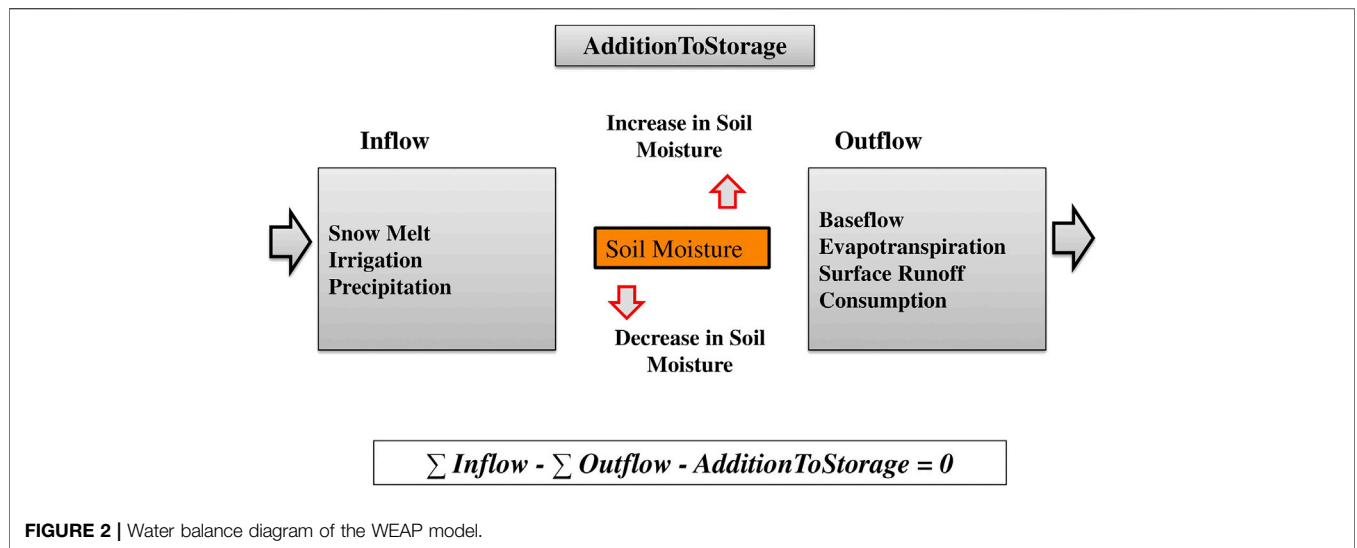 AdditionToStorage
Inflow
Snow Melt
Irrigation
Precipitation
Increase in Soil
Moisture
Soil Moisture
Decrease in Soil
Moisture
Outflow
Baseflow
Evapotranspiration
Surface Runoff
Consumption
∑ Inflow - ∑ Outflow - AdditionToStorage = 0
FIGURE 2 | Water balance diagram of the WEAP model.